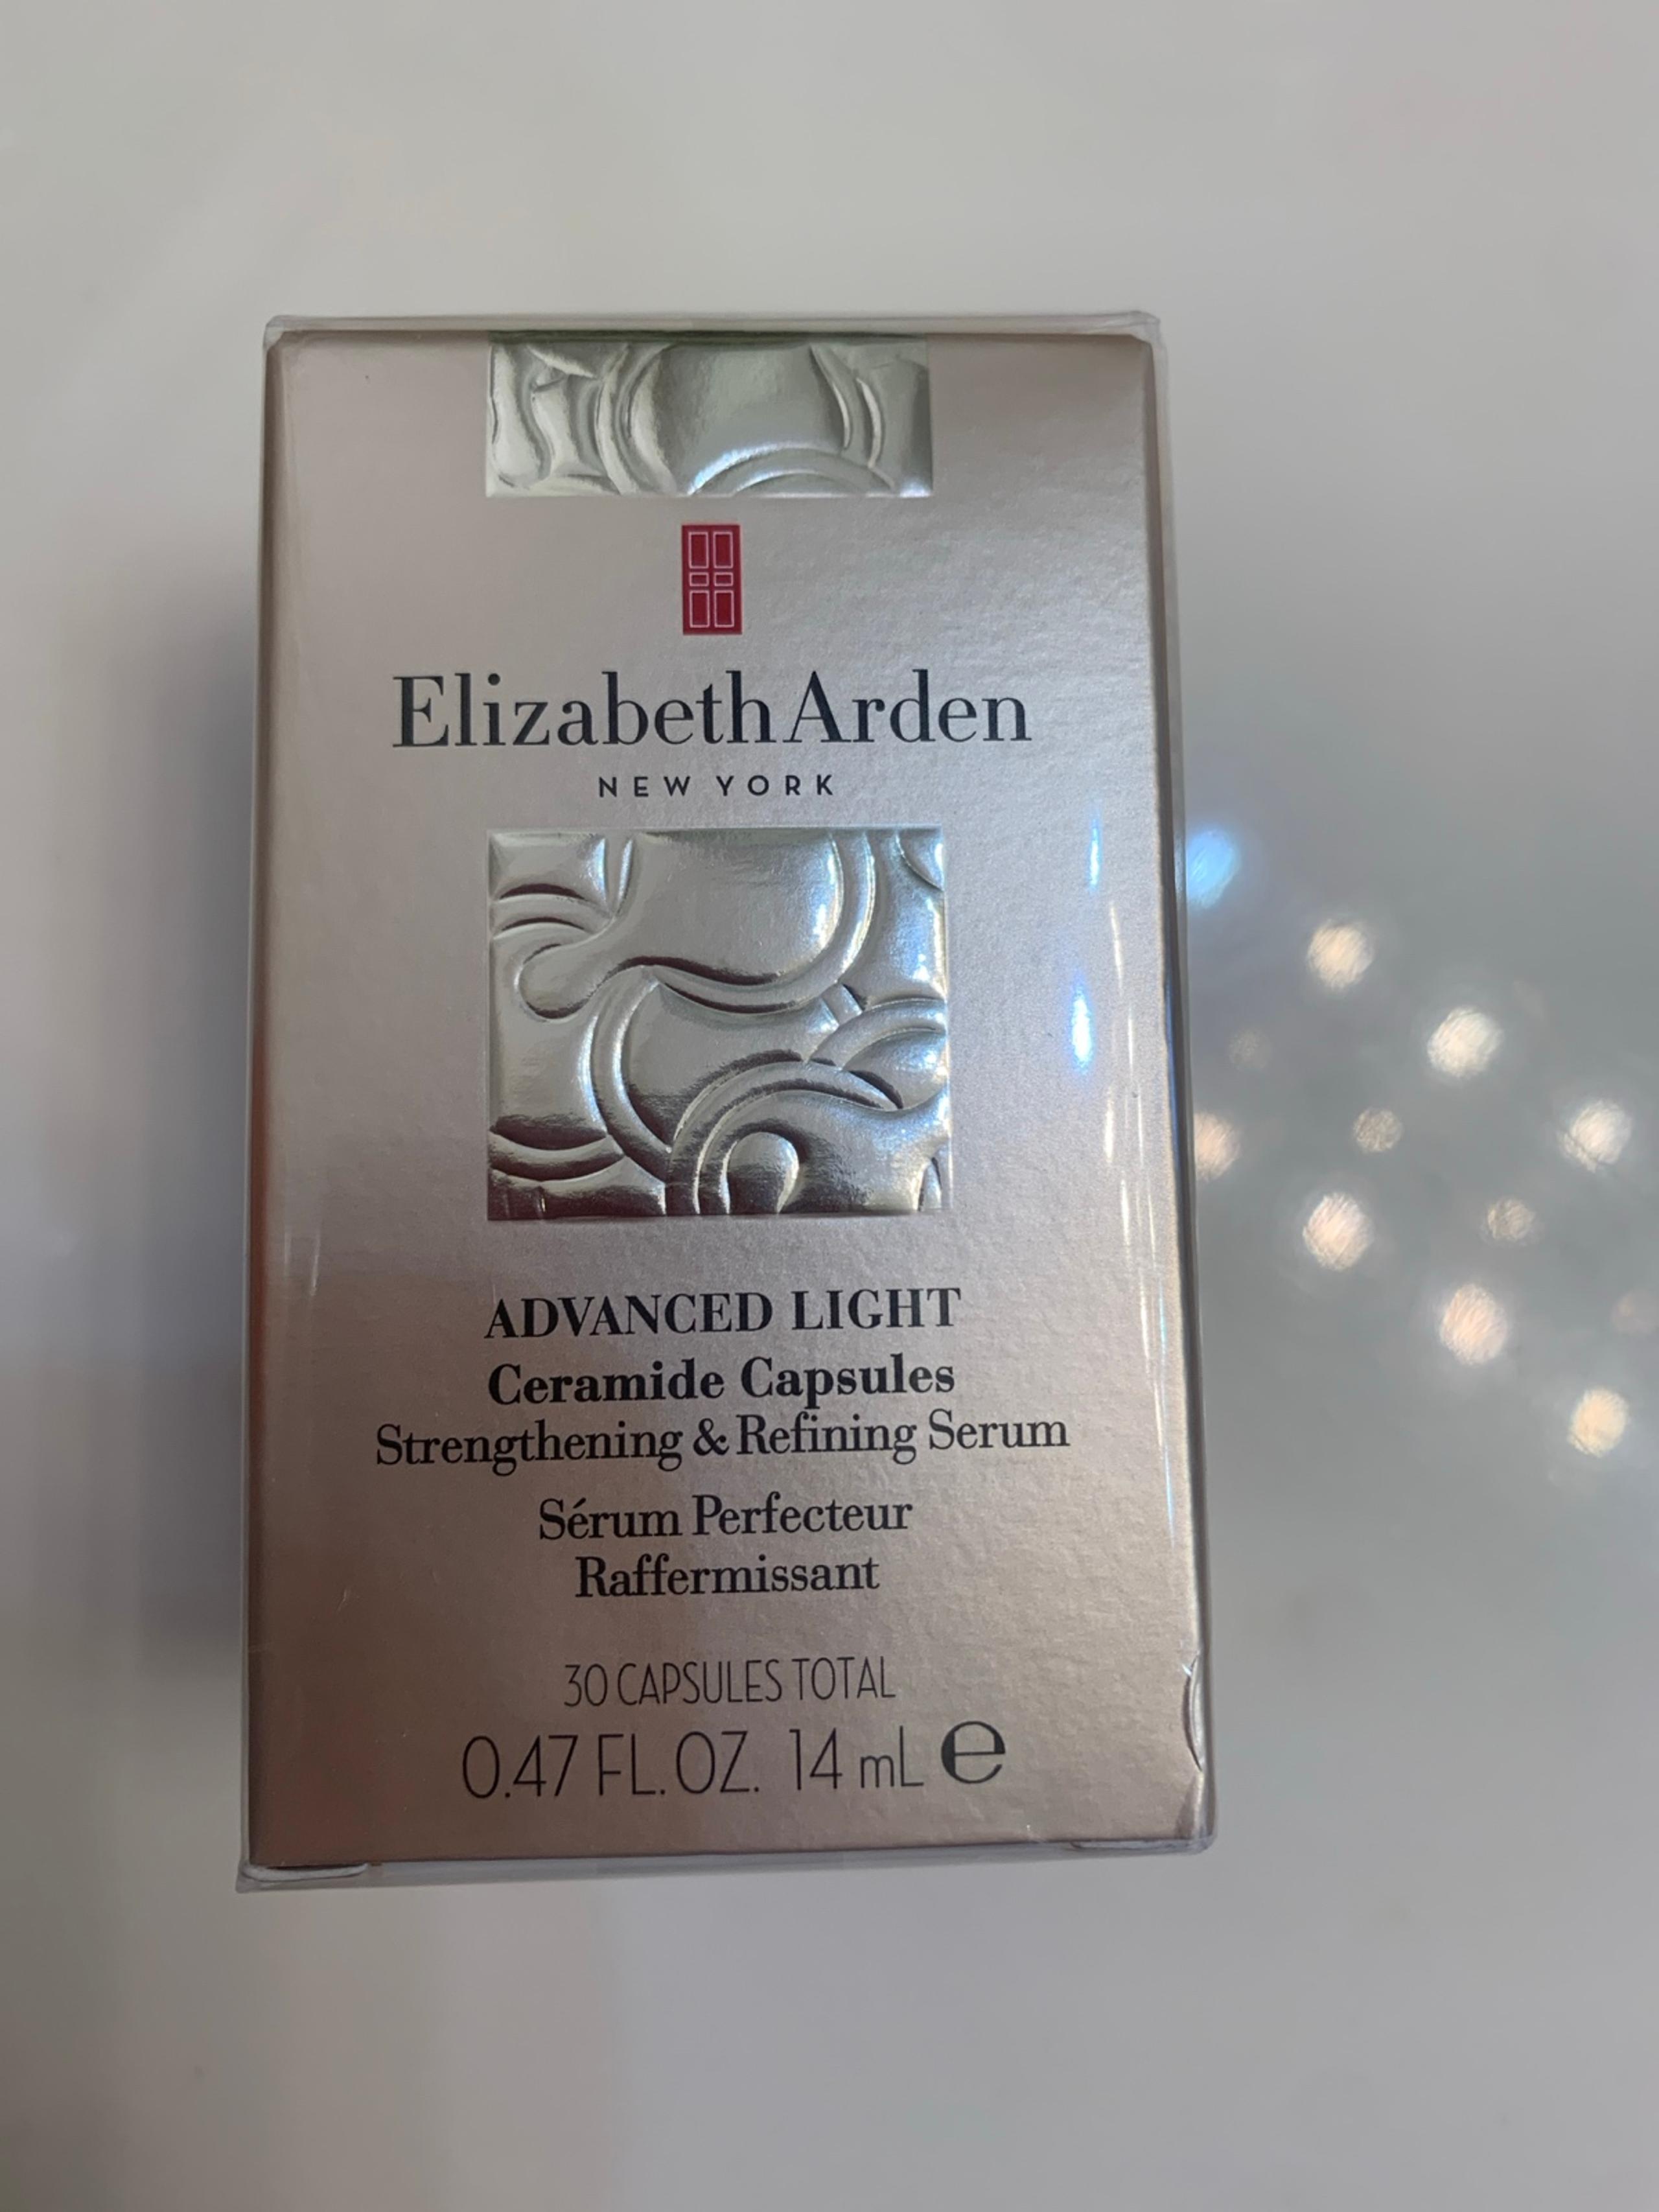 Elizabeth Arden
NEW YORK
ADVANCED LIGHT
Ceramide Capsules
Strengthening & Refining Serum
Sérum Perfecteur
Raffermissant
30 CAPSULES TOTAL
0.47 FL. OZ. 14 mL ℮